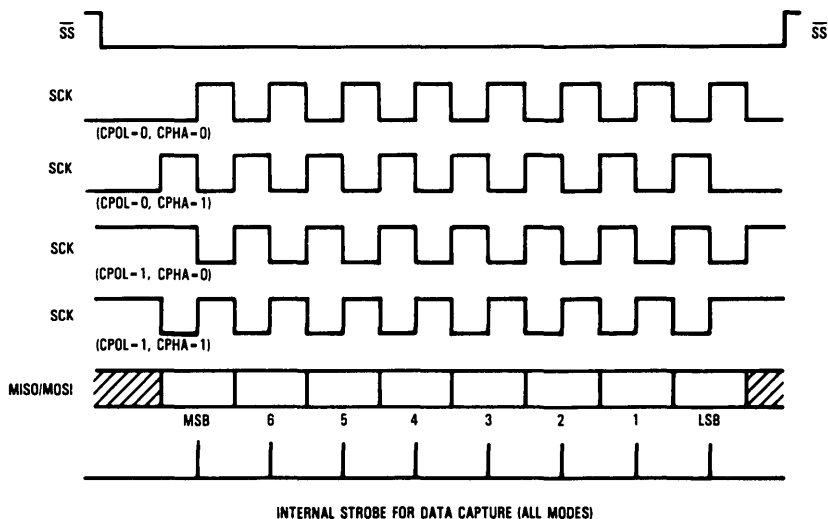 SS SS
SCK
(CPOL=0, CPHA=0)
SCK
(CPOL=0, CPHA=1)
SCK
(CPOL=1, CPHA=0)
SCK
(CPOL=1, CPHA=1)
MISO/MOSI
MSB 6 5 4 3 2 1 LSB
INTERNAL STROBE FOR DATA CAPTURE (ALL MODES)